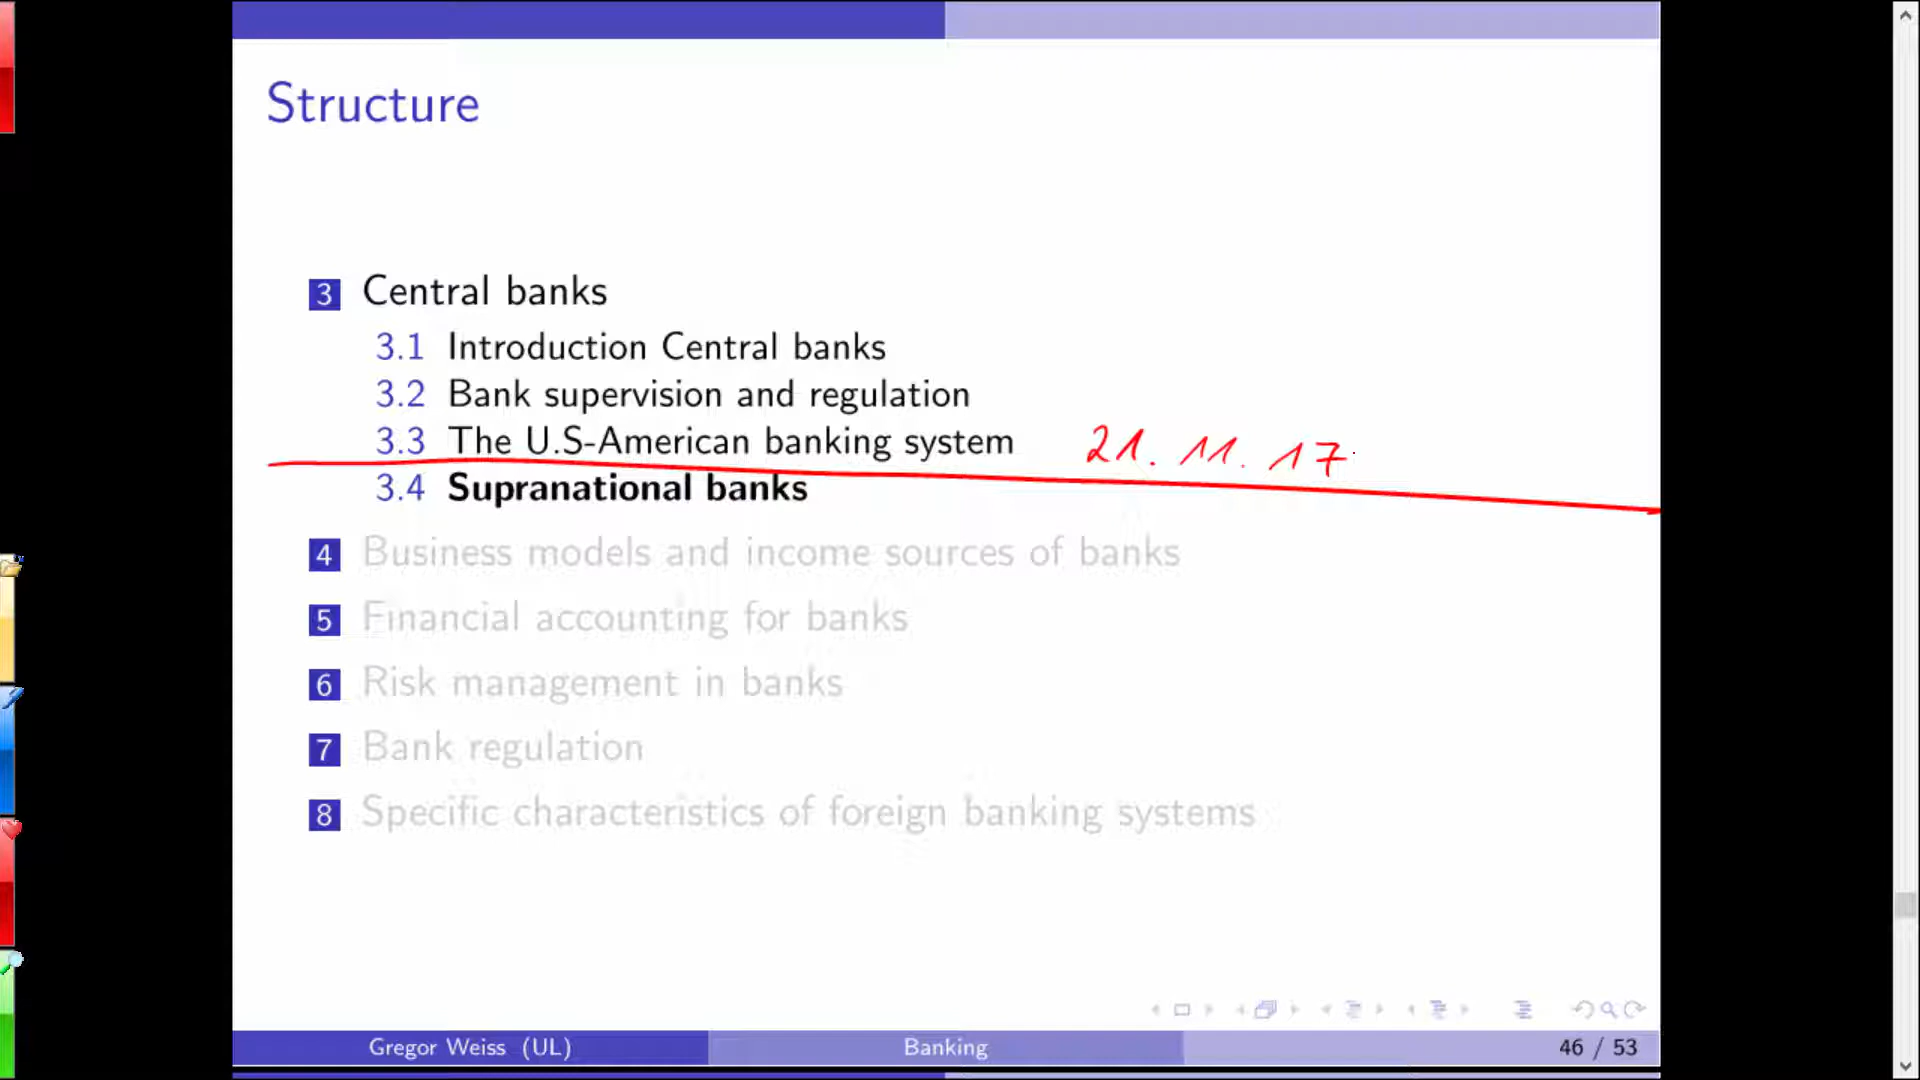 Structure
3 Central banks
3.1 Introduction Central banks
3.2 Bank supervision and regulation
3.3 The U.S-American banking system 21. 11. 17
3.4 Supranational banks
4 Business models and income sources of banks
5 Financial accounting for banks
6 Risk management in banks
7 Bank regulation
8 Specific characteristics of foreign banking systems
Gregor Weiss (UL) Banking 46 / 53